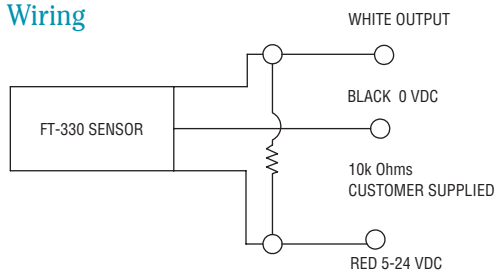 Wiring
WHITE OUTPUT
BLACK 0 VDC
FT-330 SENSOR
10k Ohms
CUSTOMER SUPPLIED
RED 5-24 VDC